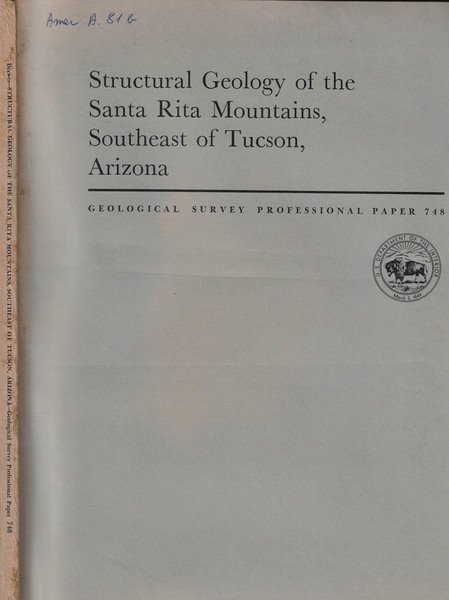 Amer. A. 81 b
Structural Geology of the
Santa Rita Mountains,
Southeast of Tucson,
Arizona
GEOLOGICAL SURVEY PROFESSIONAL PAPER 748
U.S. DEPARTMENT OF THE INTERIOR
March 3, 1849
Drewes—STRUCTURAL GEOLOGY OF THE SANTA RITA MOUNTAINS, SOUTHEAST OF TUCSON, ARIZONA—Geological Survey Professional Paper 748